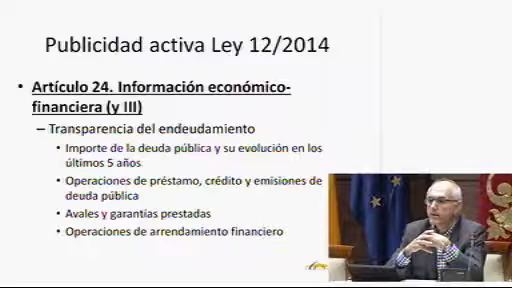 Publicidad activa Ley 12/2014
• Artículo 24. Información económico-
financiera (y III)
– Transparencia del endeudamiento
• Importe de la deuda pública y su evolución en los
últimos 5 años
• Operaciones de préstamo, crédito y emisiones de
deuda pública
• Avales y garantías prestadas
• Operaciones de arrendamiento financiero